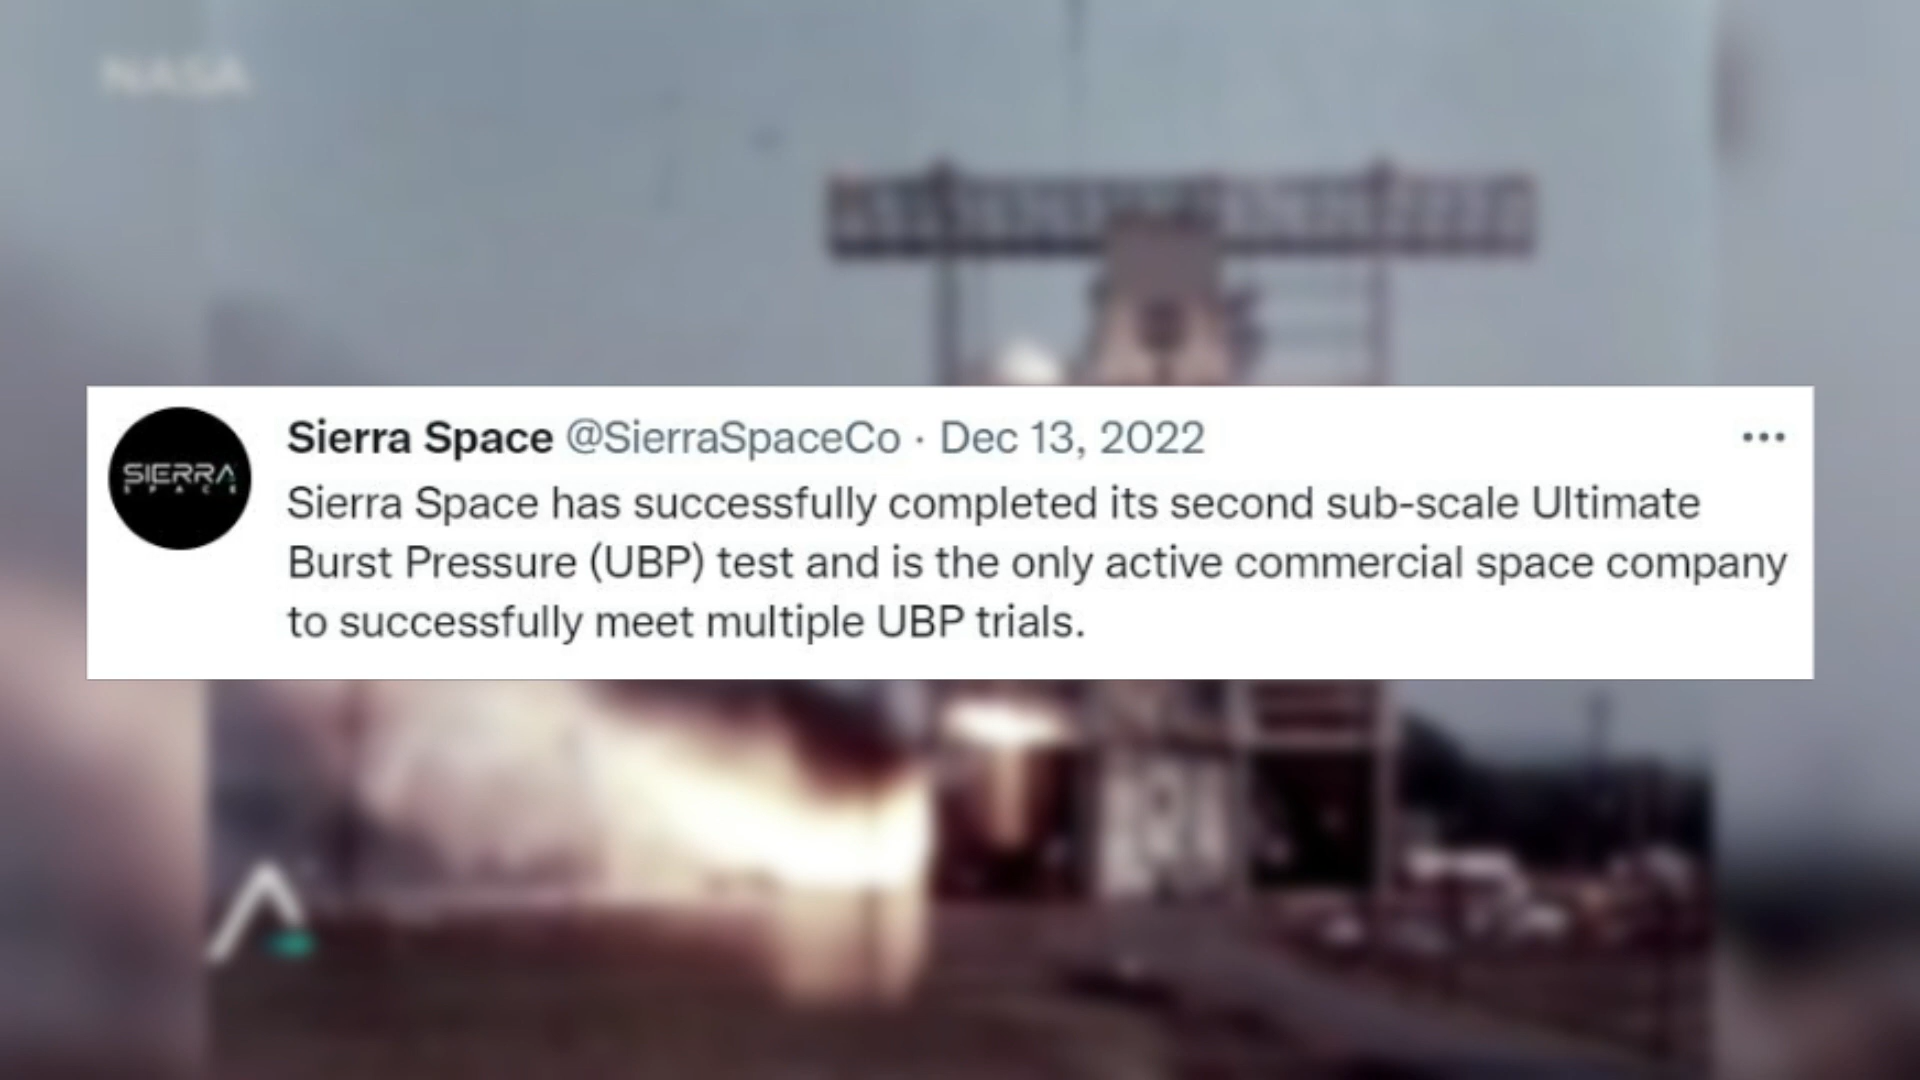 NASA
SIERRA
SPACE
Sierra Space @SierraSpaceCo · Dec 13, 2022
Sierra Space has successfully completed its second sub-scale Ultimate
Burst Pressure (UBP) test and is the only active commercial space company
to successfully meet multiple UBP trials.